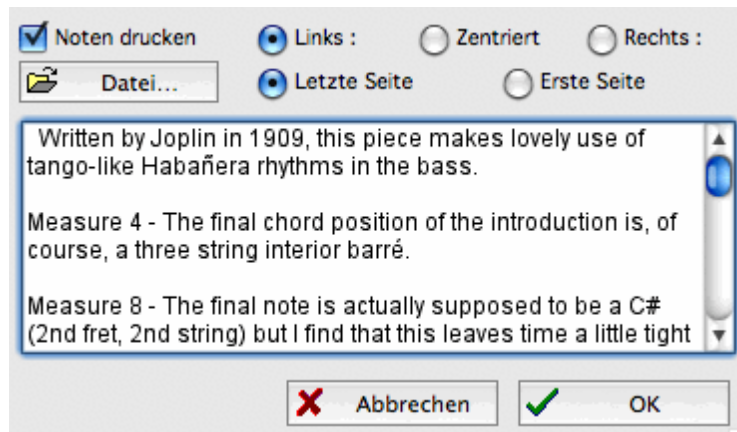 Noten drucken Links : Zentriert Rechts :
Datei... Letzte Seite Erste Seite
Written by Joplin in 1909, this piece makes lovely use of
tango-like Habañera rhythms in the bass.
Measure 4 - The final chord position of the introduction is, of
course, a three string interior barré.
Measure 8 - The final note is actually supposed to be a C#
(2nd fret, 2nd string) but I find that this leaves time a little tight
Abbrechen OK